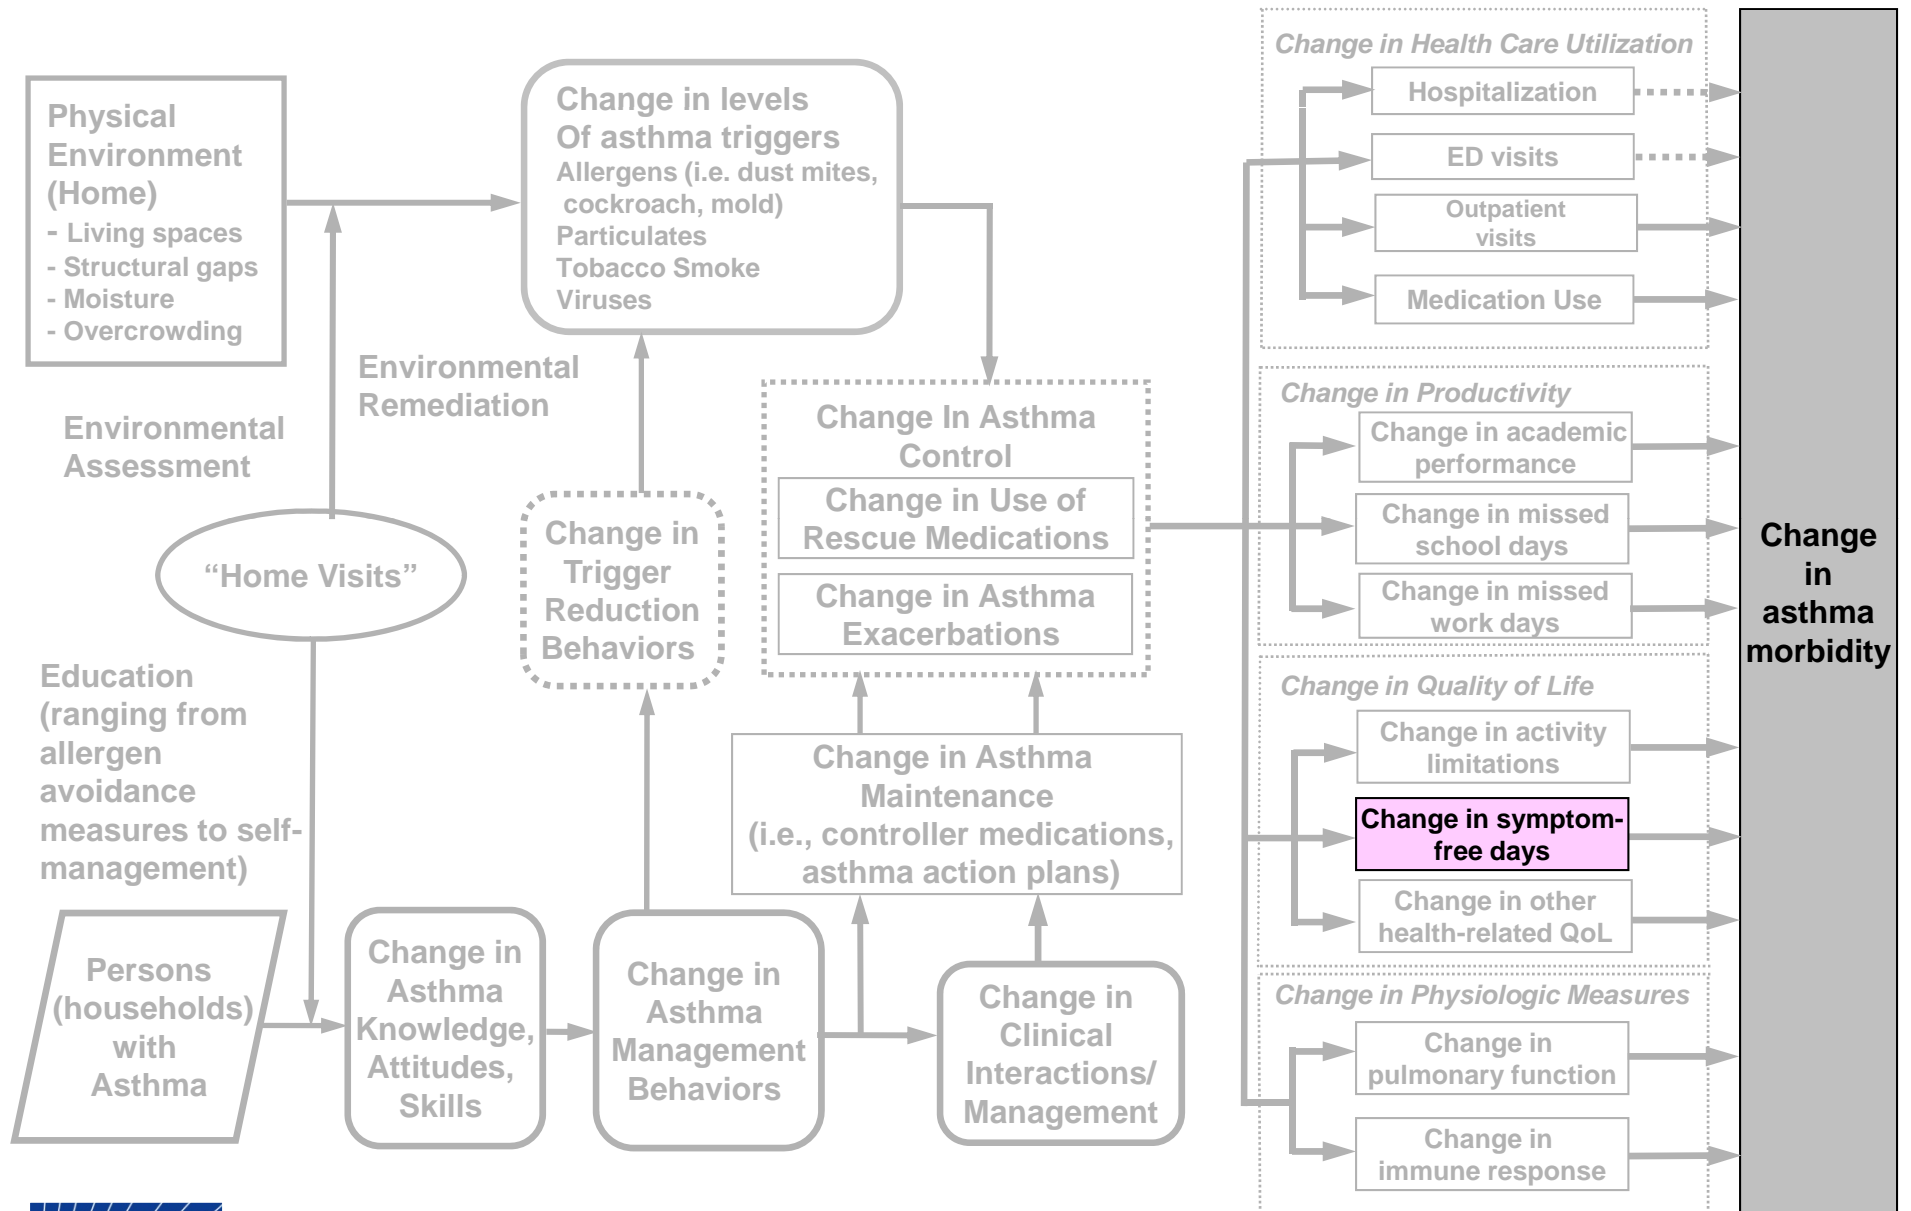 Physical
Environment
(Home)
- Living spaces
- Structural gaps
- Moisture
- Overcrowding
Change in levels
Of asthma triggers
Allergens (i.e. dust mites,
cockroach, mold)
Particulates
Tobacco Smoke
Viruses
Environmental
Remediation
Environmental
Assessment
“Home Visits”
Education
(ranging from
allergen
avoidance
measures to self-
management)
Persons
(households)
with
Asthma
Change in
Asthma
Knowledge,
Attitudes,
Skills
Change in
Asthma
Management
Behaviors
Change in
Trigger
Reduction
Behaviors
Change In Asthma
Control
Change in Use of
Rescue Medications
Change in Asthma
Exacerbations
Change in Asthma
Maintenance
(i.e., controller medications,
asthma action plans)
Change in
Clinical
Interactions/
Management
Change in Health Care Utilization
Hospitalization
ED visits
Outpatient
visits
Medication Use
Change in Productivity
Change in academic
performance
Change in missed
school days
Change in missed
work days
Change in Quality of Life
Change in activity
limitations
Change in symptom-
free days
Change in other
health-related QoL
Change in Physiologic Measures
Change in
pulmonary function
Change in
immune response
Change
in
asthma
morbidity